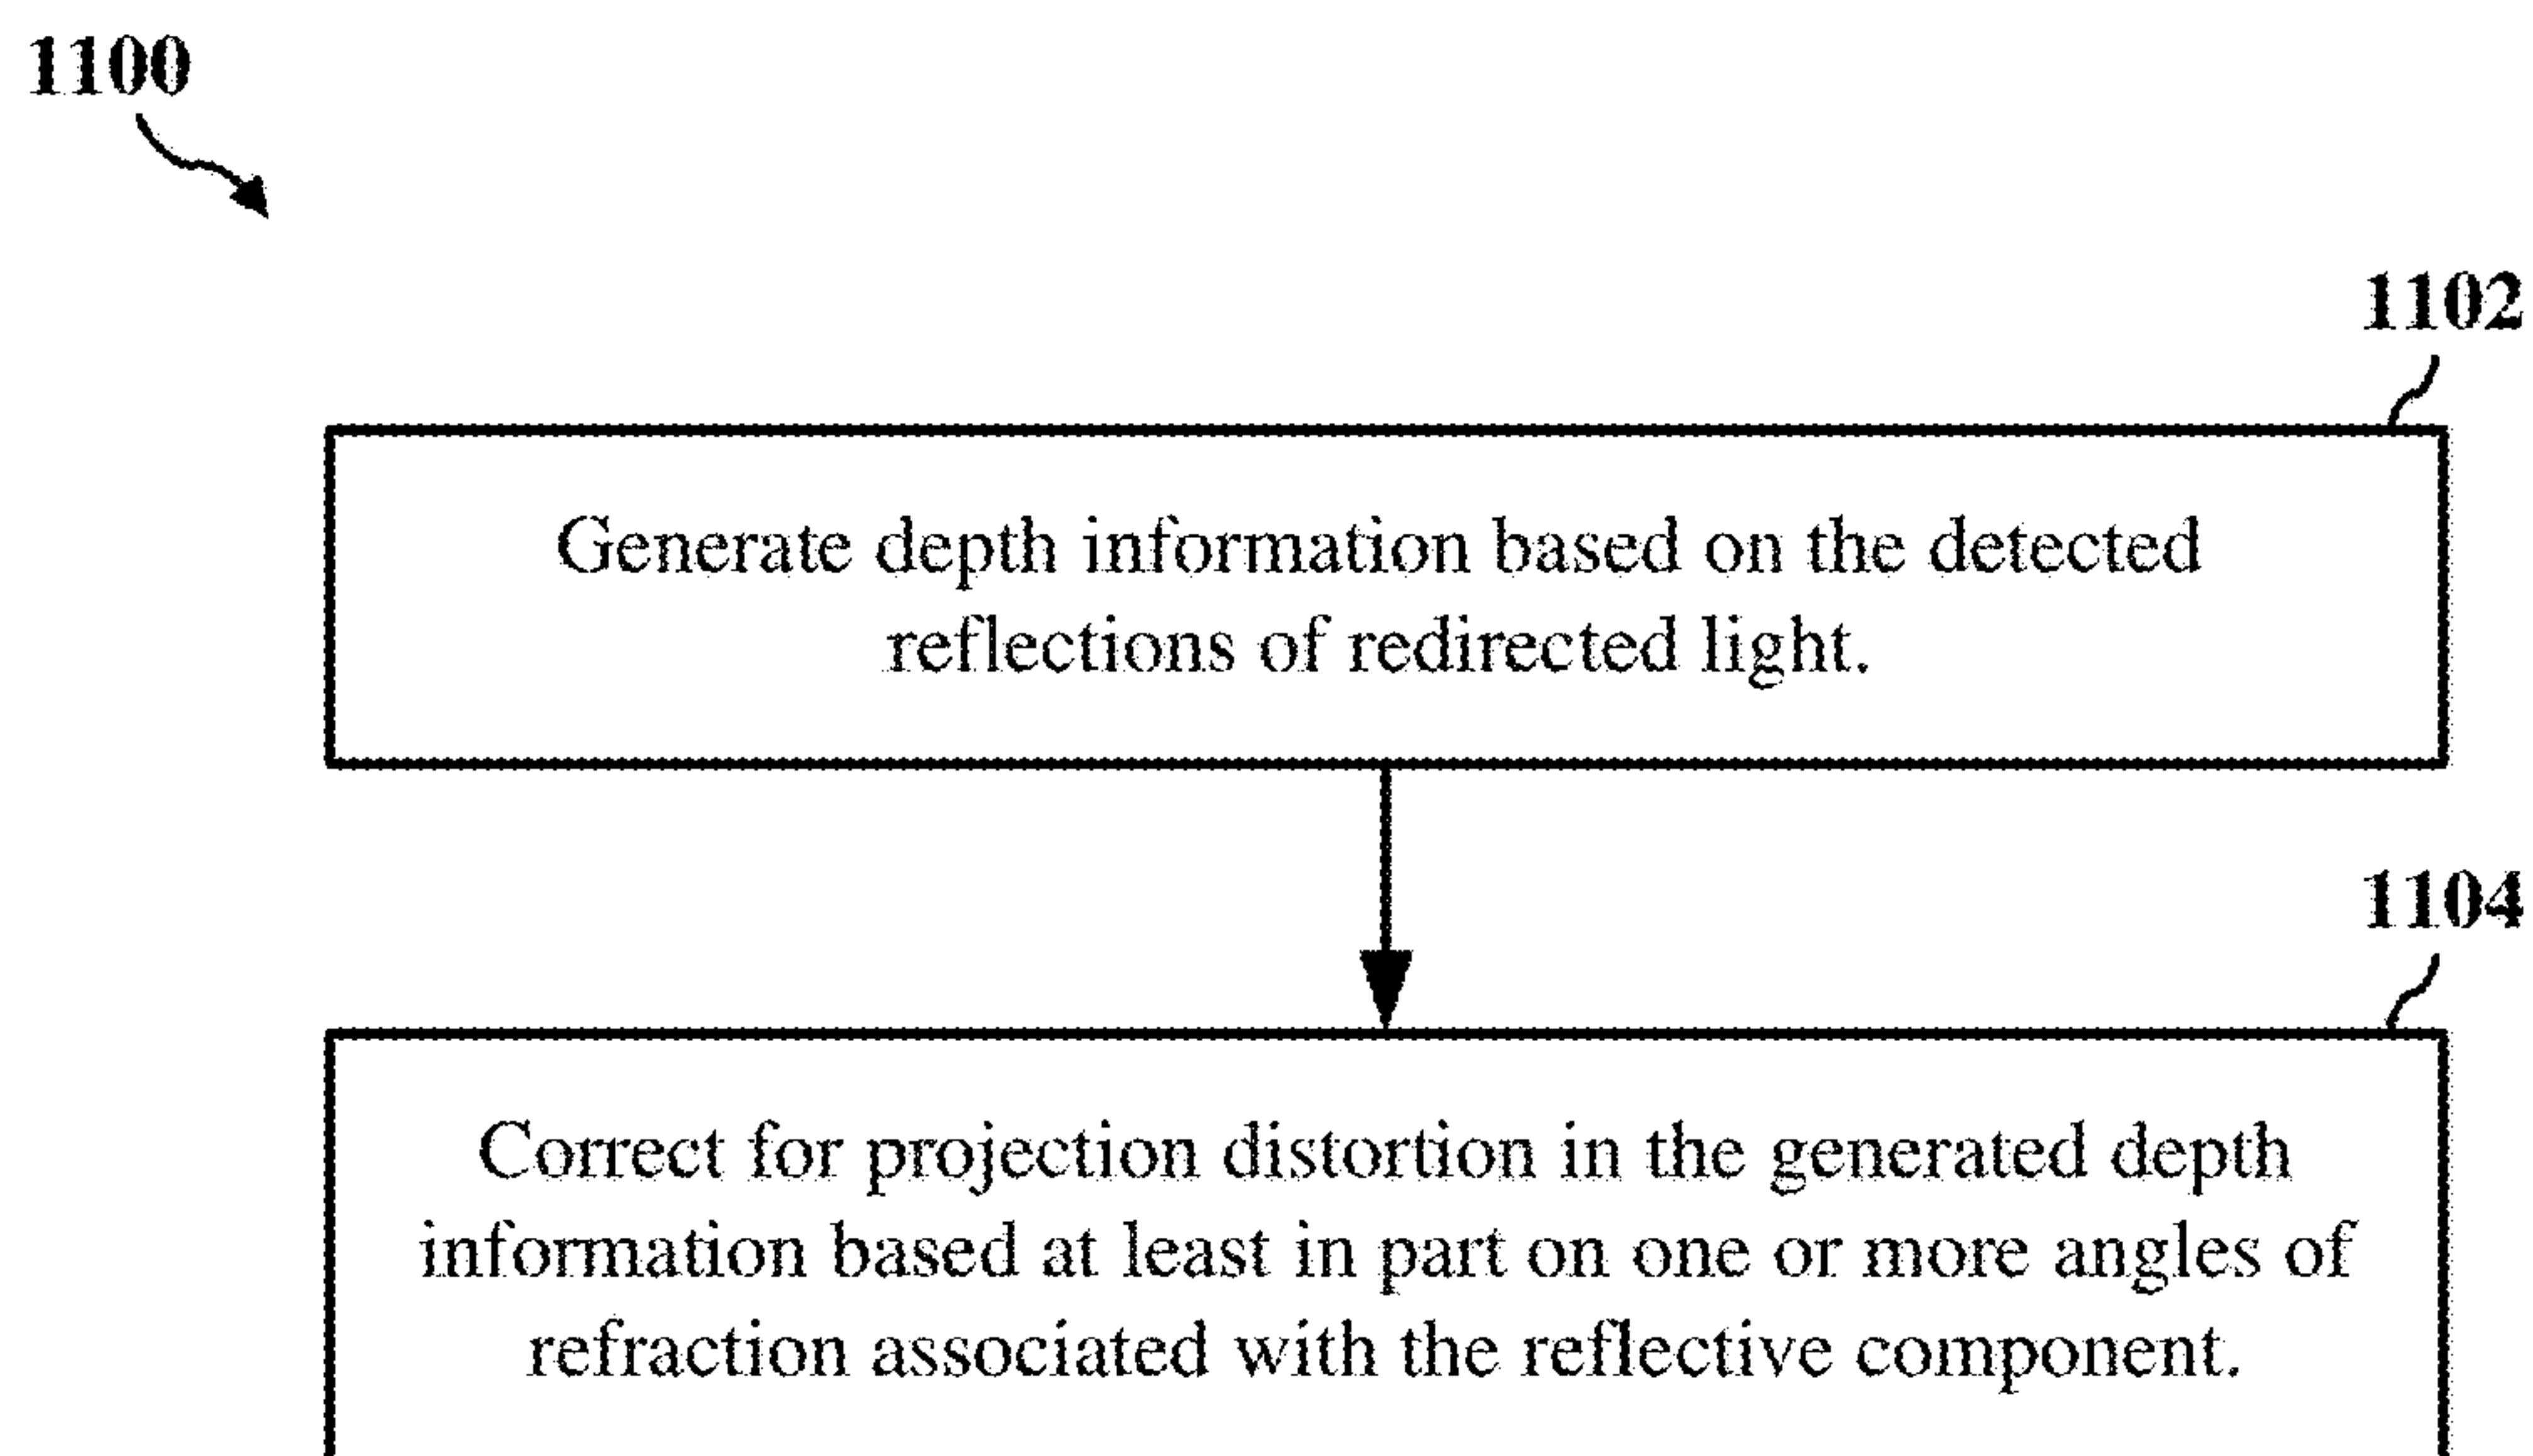 1100
1102
Generate depth information based on the detected
reflections of redirected light.
1104
Correct for projection distortion in the generated depth
information based at least in part on one or more angles of
refraction associated with the reflective component.